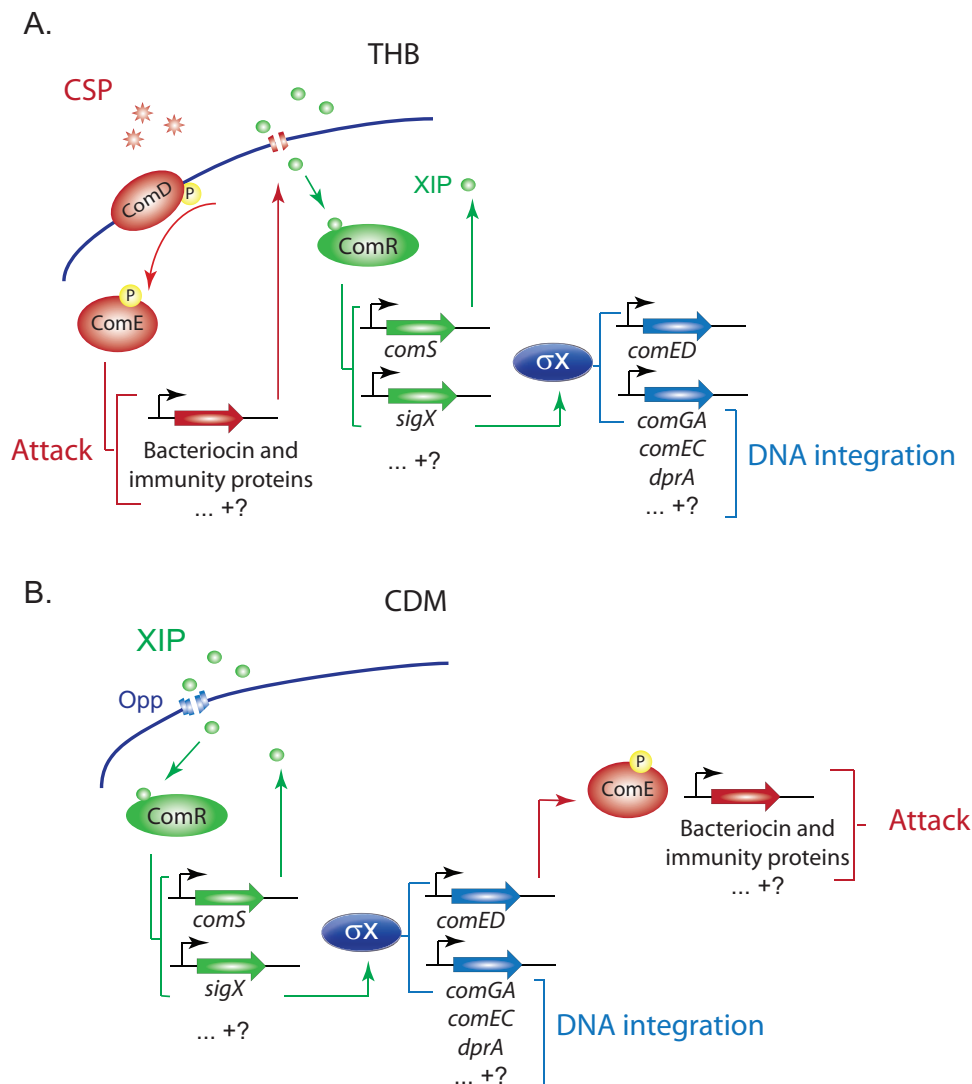 A.
THB
CSP
ComD
P
XIP
ComR
P
ComE
comS
σX
comED
sigX
comGA
comEC
dprA
... +?
Attack
Bacteriocin and
immunity proteins
... +?
... +?
DNA integration
B.
CDM
XIP
Opp
ComR
P
ComE
Bacteriocin and
immunity proteins
... +?
Attack
comS
σX
comED
sigX
... +?
comGA
comEC
dprA
... +?
DNA integration